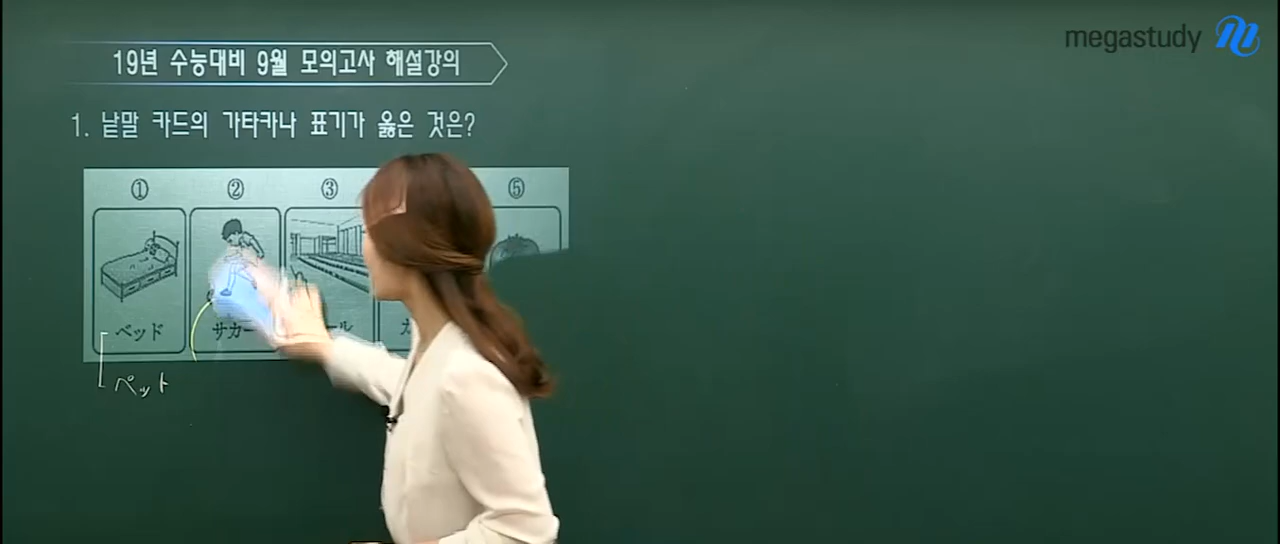 megastudy
19년 수능대비 9월 모의고사 해설강의
1. 낱말 카드의 가타카나 표기가 옳은 것은?
① ② ③ ⑤
ベッド サカー ール
ペット